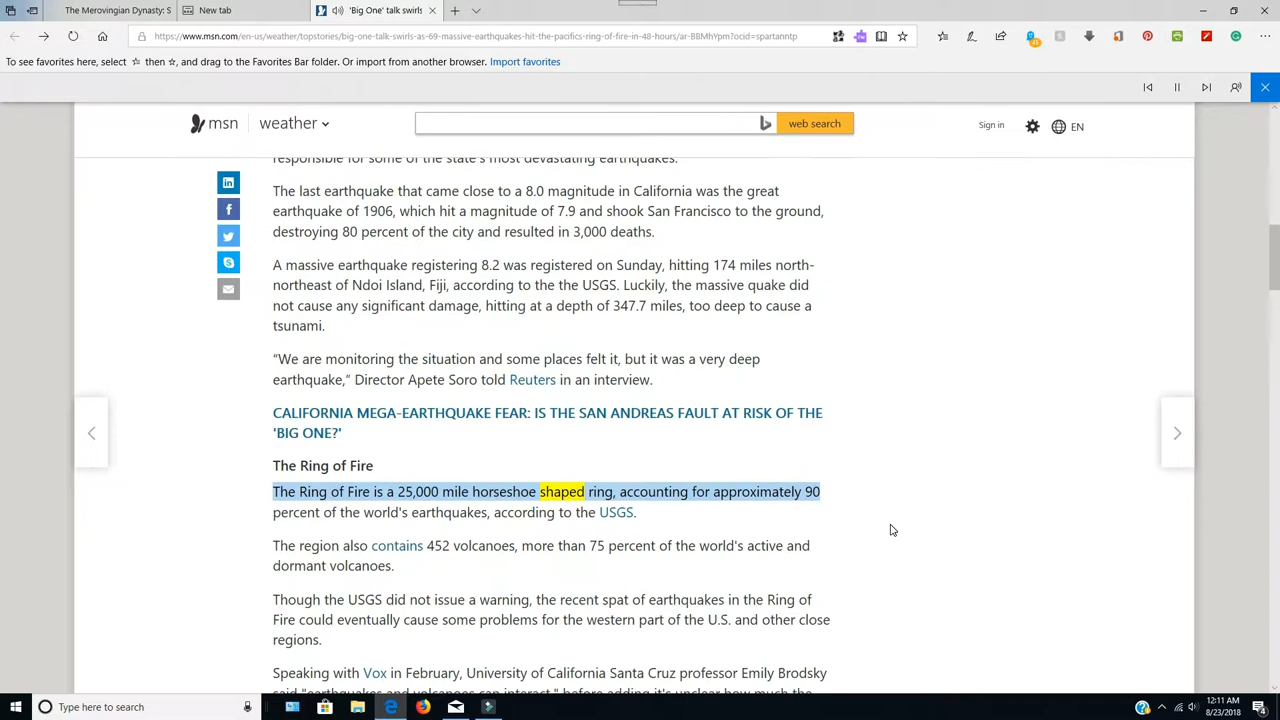 The Merovingian Dynasty: S
New tab
'Big One' talk swirls
https://www.msn.com/en-us/weather/topstories/big-one-talk-swirls-as-69-massive-earthquakes-hit-the-pacifics-ring-of-fire-in-48-hours/ar-BBMhYpm?ocid=spartanntp
To see favorites here, select ☆ then ☆, and drag to the Favorites Bar folder. Or import from another browser. Import favorites
msn
weather
web search
Sign in
EN
responsible for some of the state's most devastating earthquakes.
The last earthquake that came close to a 8.0 magnitude in California was the great
earthquake of 1906, which hit a magnitude of 7.9 and shook San Francisco to the ground,
destroying 80 percent of the city and resulted in 3,000 deaths.
A massive earthquake registering 8.2 was registered on Sunday, hitting 174 miles north-
northeast of Ndoi Island, Fiji, according to the the USGS. Luckily, the massive quake did
not cause any significant damage, hitting at a depth of 347.7 miles, too deep to cause a
tsunami.
“We are monitoring the situation and some places felt it, but it was a very deep
earthquake,“ Director Apete Soro told Reuters in an interview.
CALIFORNIA MEGA-EARTHQUAKE FEAR: IS THE SAN ANDREAS FAULT AT RISK OF THE
'BIG ONE?'
The Ring of Fire
The Ring of Fire is a 25,000 mile horseshoe shaped ring, accounting for approximately 90
percent of the world's earthquakes, according to the USGS.
The region also contains 452 volcanoes, more than 75 percent of the world's active and
dormant volcanoes.
Though the USGS did not issue a warning, the recent spat of earthquakes in the Ring of
Fire could eventually cause some problems for the western part of the U.S. and other close
regions.
Speaking with Vox in February, University of California Santa Cruz professor Emily Brodsky
said "earthquakes and volcanoes can interact," before adding it's unclear how much the
Type here to search
12:11 AM
8/23/2018